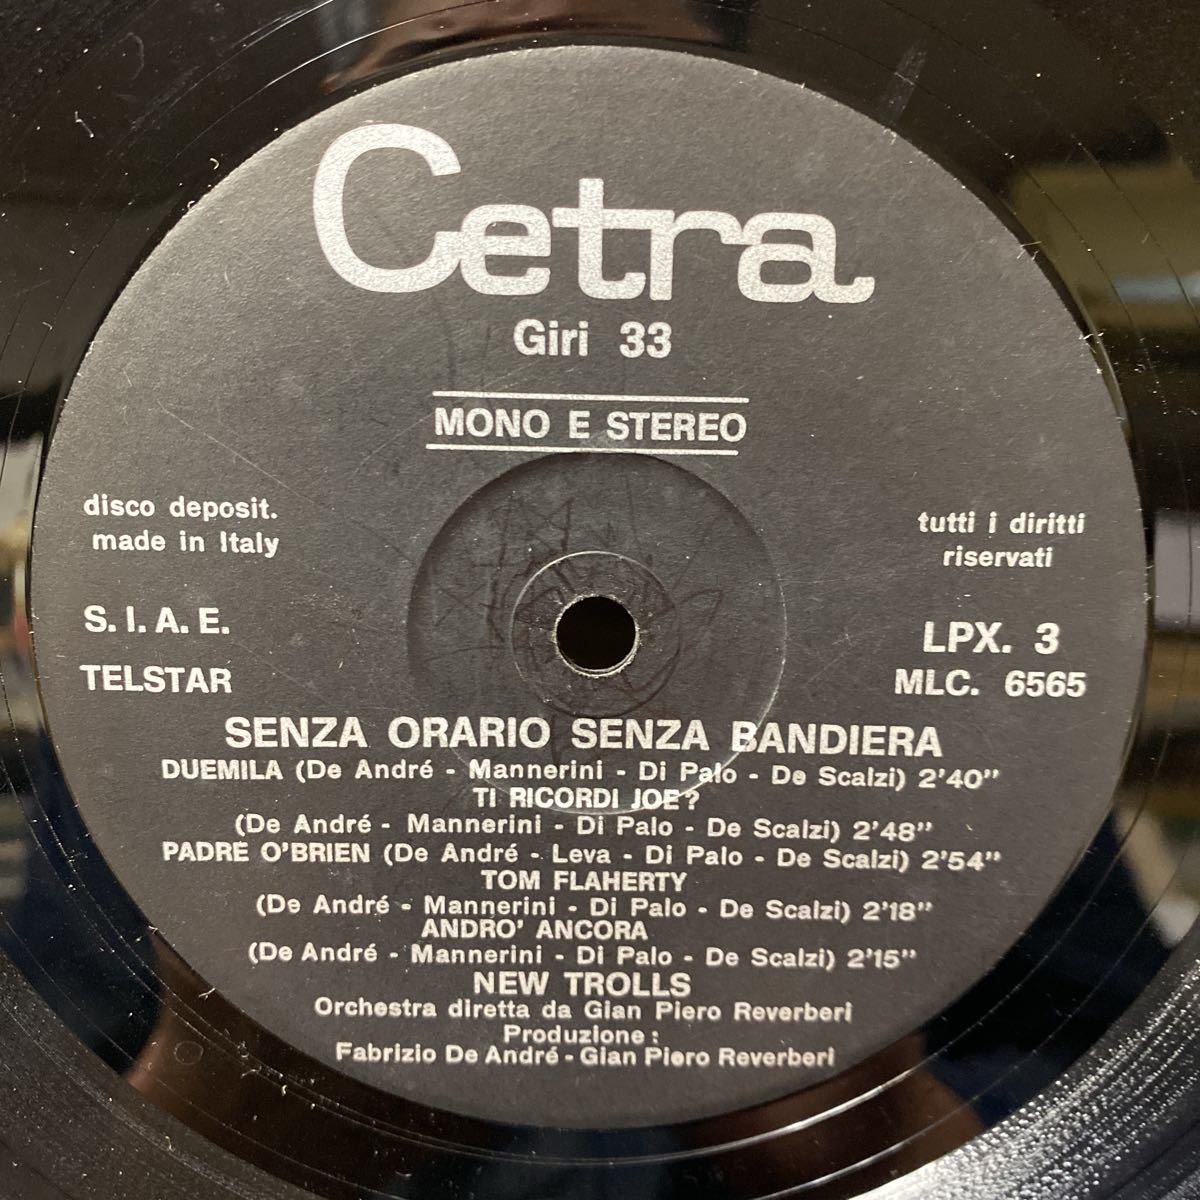 Cetra
Giri 33
MONO E STEREO
disco deposit.
made in Italy
tutti i diritti
riservati
S. I. A. E.
TELSTAR
LPX. 3
MLC. 6565
SENZA ORARIO SENZA BANDIERA
DUEMILA (De André - Mannerini - Di Palo - De Scalzi) 2'40"
TI RICORDI JOE?
(De André - Mannerini - Di Palo - De Scalzi) 2'48"
PADRE O'BRIEN (De André - Leva - Di Palo - De Scalzi) 2'54"
TOM FLAHERTY
(De André - Mannerini - Di Palo - De Scalzi) 2'18"
ANDRO' ANCORA
(De André - Mannerini - Di Palo - De Scalzi) 2'15"
NEW TROLLS
Orchestra diretta da Gian Piero Reverberi
Produzione :
Fabrizio De André - Gian Piero Reverberi